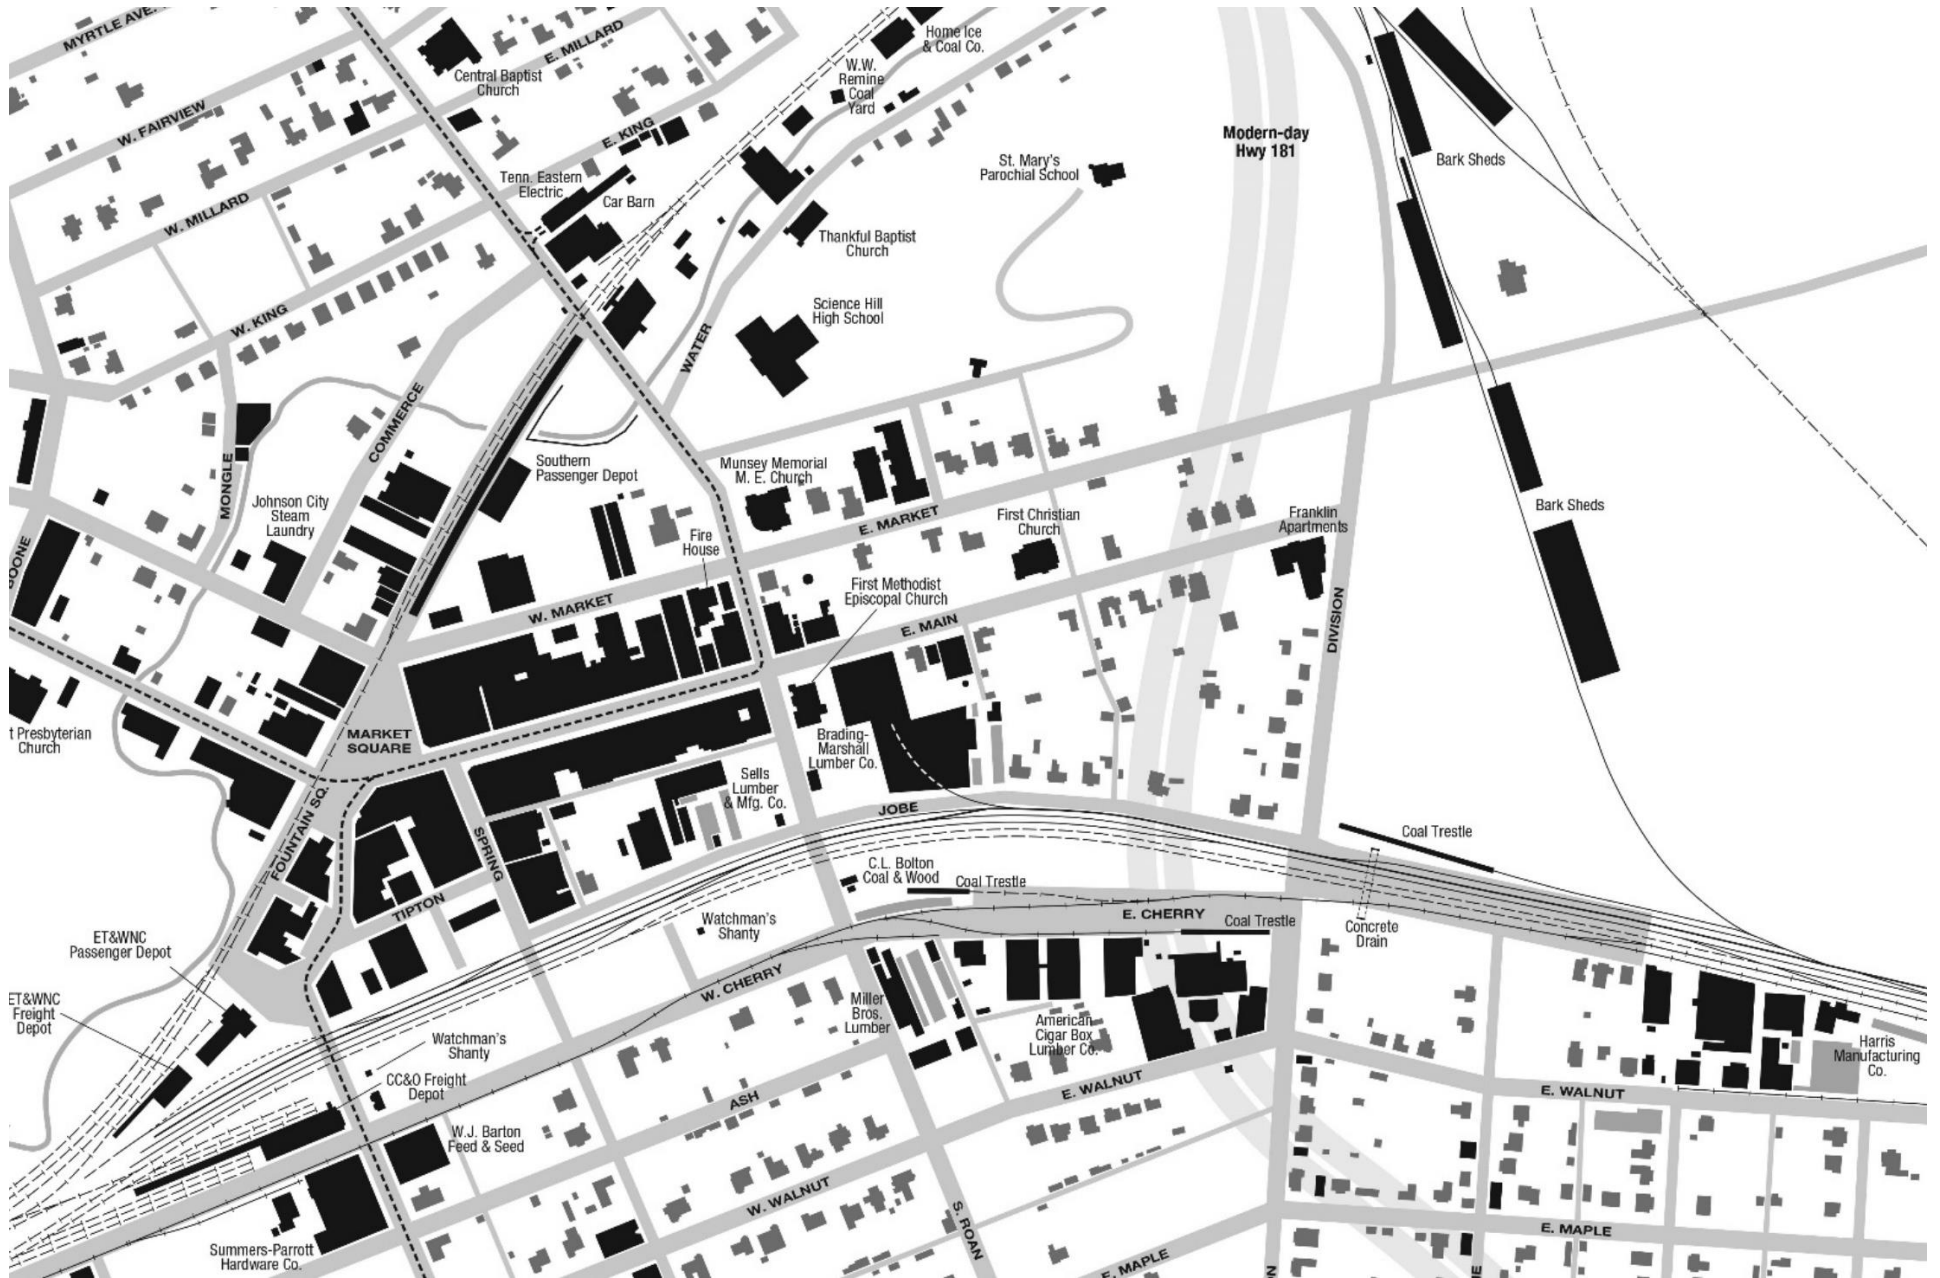 MYRTLE AVE.
Central Baptist
Church
E. MILLARD
Home Ice
& Coal Co.
W.W.
Remine
Coal
Yard
W. FAIRVIEW
E. KING
Modern-day
Hwy 181
Bark Sheds
St. Mary's
Parochial School
Tenn. Eastern
Electric
Car Barn
W. MILLARD
Thankful Baptist
Church
Science Hill
High School
W. KING
WATER
COMMERCE
MONGLE
Southern
Passenger Depot
Munsey Memorial
M. E. Church
Johnson City
Steam
Laundry
Bark Sheds
E. MARKET
First Christian
Church
Franklin
Apartments
Fire
House
BOONE
W. MARKET
First Methodist
Episcopal Church
E. MAIN
DIVISION
t Presbyterian
Church
MARKET
SQUARE
Brading-
Marshall
Lumber Co.
Sells
Lumber
& Mfg. Co.
FOUNTAIN SQ.
SPRING
JOBE
Coal Trestle
C.L. Bolton
Coal & Wood
Coal Trestle
TIPTON
E. CHERRY
Coal Trestle
Concrete
Drain
Watchman's
Shanty
ET&WNC
Passenger Depot
W. CHERRY
ET&WNC
Freight
Depot
Miller
Bros.
Lumber
American
Cigar Box
Lumber Co.
Harris
Manufacturing
Co.
Watchman's
Shanty
CC&O Freight
Depot
ASH
E. WALNUT
E. WALNUT
W.J. Barton
Feed & Seed
W. WALNUT
S. ROAN
E. MAPLE
Summers-Parrott
Hardware Co.
E. MAPLE